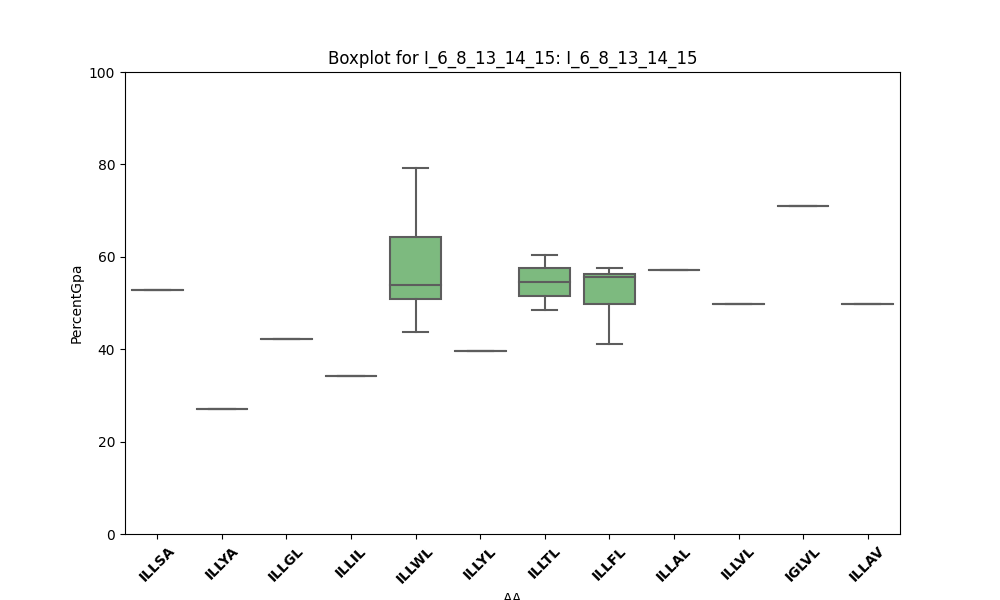 Boxplot for I_6_8_13_14_15: I_6_8_13_14_15
100
80
60
40
20
0
PercentGpa
ILLSA
ILLYA
ILLGL
ILLIL
ILLWL
ILLYL
ILLTL
ILLFL
ILLAL
ILLVL
IGLVL
ILLAV
AA